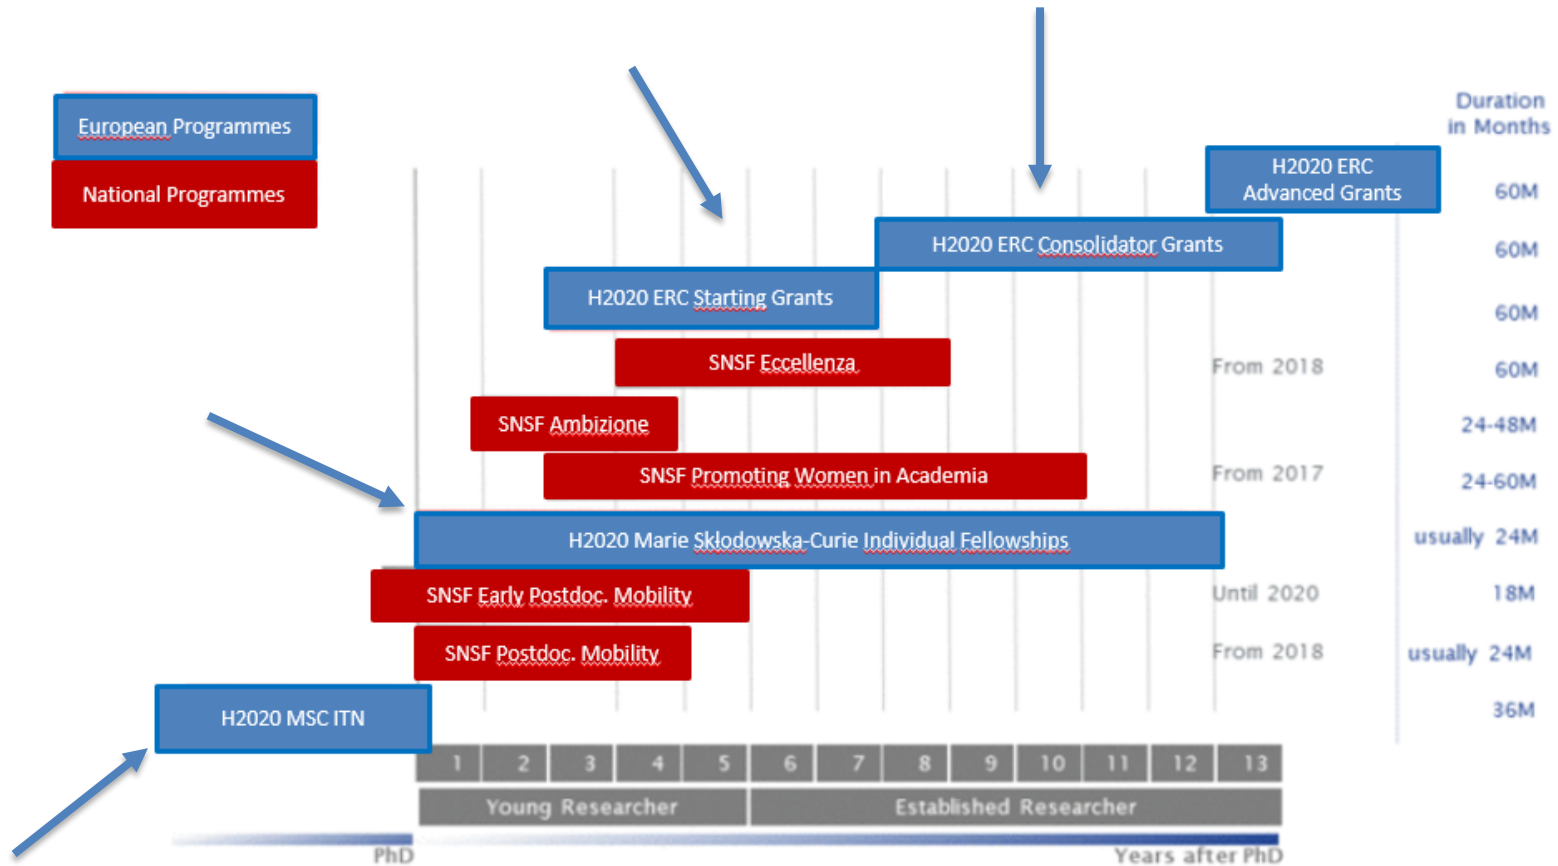 Duration
in Months
European Programmes
National Programmes
H2020 ERC
Advanced Grants
60M
H2020 ERC Consolidator Grants
60M
H2020 ERC Starting Grants
60M
SNSF Eccellenza
From 2018
60M
SNSF Ambizione
24-48M
SNSF Promoting Women in Academia
From 2017
24-60M
H2020 Marie Skłodowska-Curie Individual Fellowships
usually 24M
SNSF Early Postdoc. Mobility
Until 2020
18M
SNSF Postdoc. Mobility
From 2018
usually 24M
H2020 MSC ITN
36M
1 2 3 4 5 6 7 8 9 10 11 12 13
Young Researcher
Established Researcher
PhD
Years after PhD